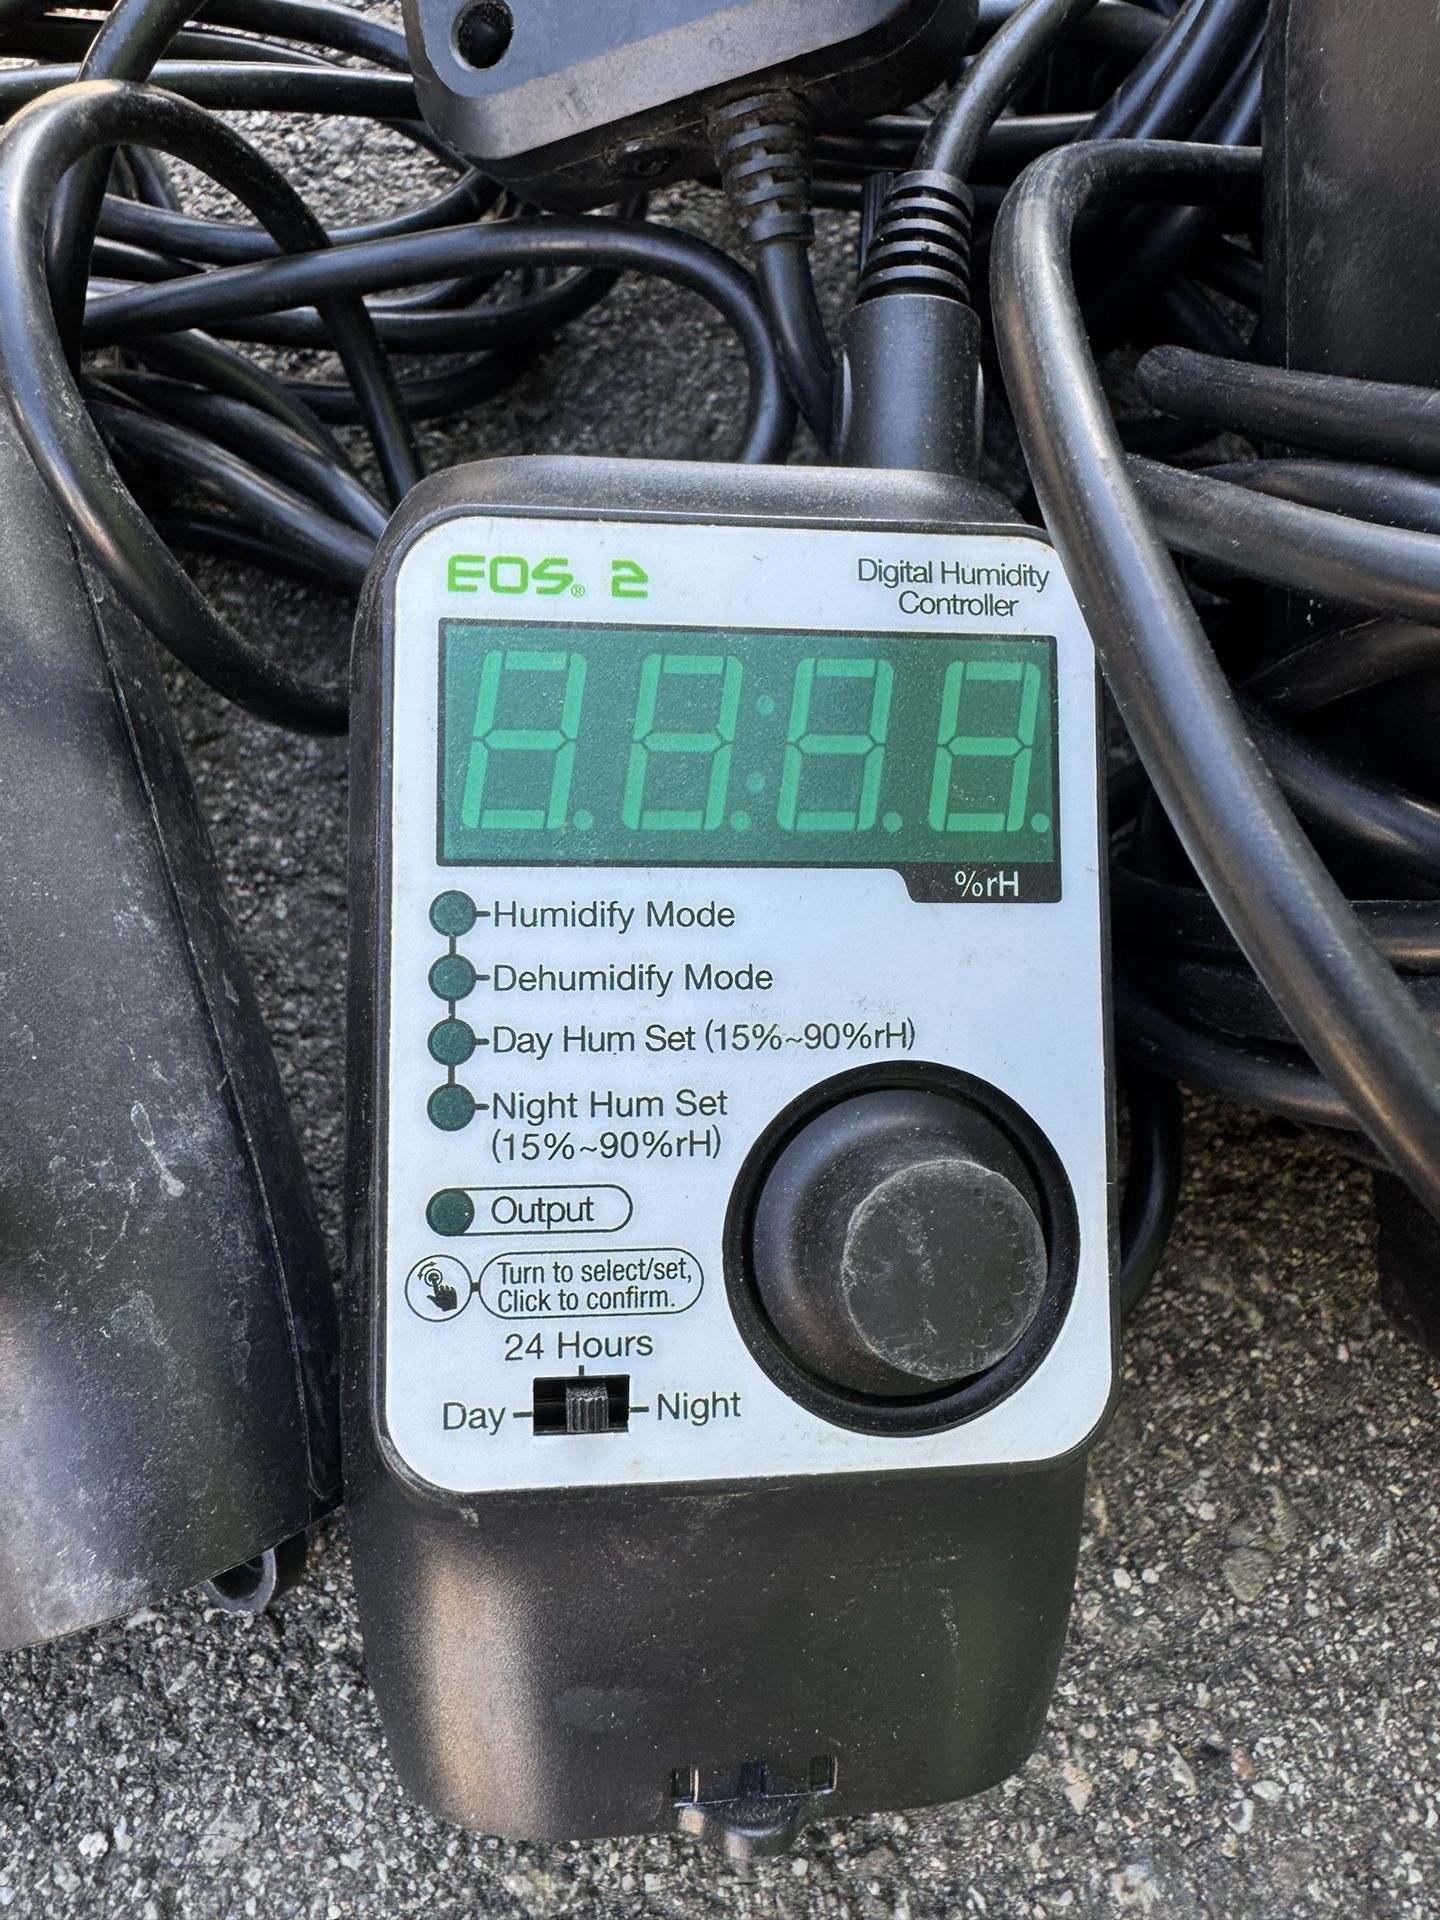 EOS® 2
Digital Humidity
Controller
%rH
Humidify Mode
Dehumidify Mode
Day Hum Set (15%~90%rH)
Night Hum Set
(15%~90%rH)
Output
Turn to select/set,
Click to confirm.
24 Hours
Day
Night